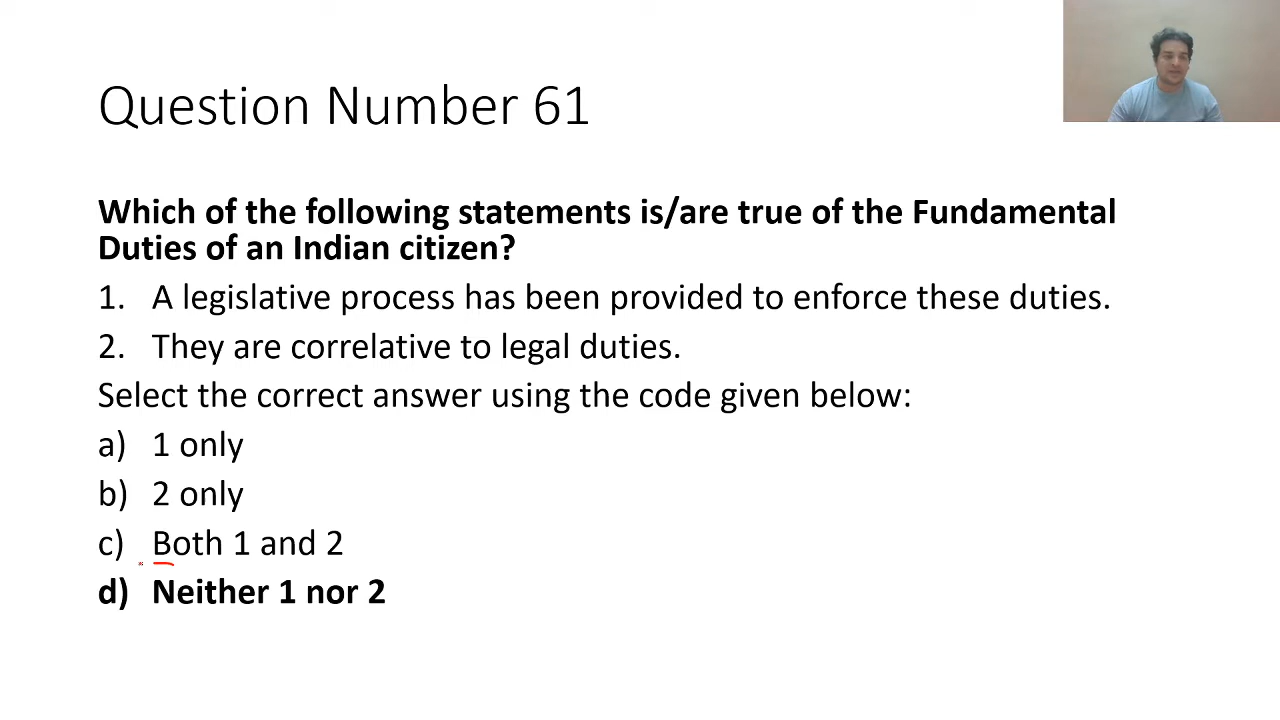 Question Number 61
Which of the following statements is/are true of the Fundamental
Duties of an Indian citizen?
1. A legislative process has been provided to enforce these duties.
2. They are correlative to legal duties.
Select the correct answer using the code given below:
a) 1 only
b) 2 only
c) Both 1 and 2
d) Neither 1 nor 2